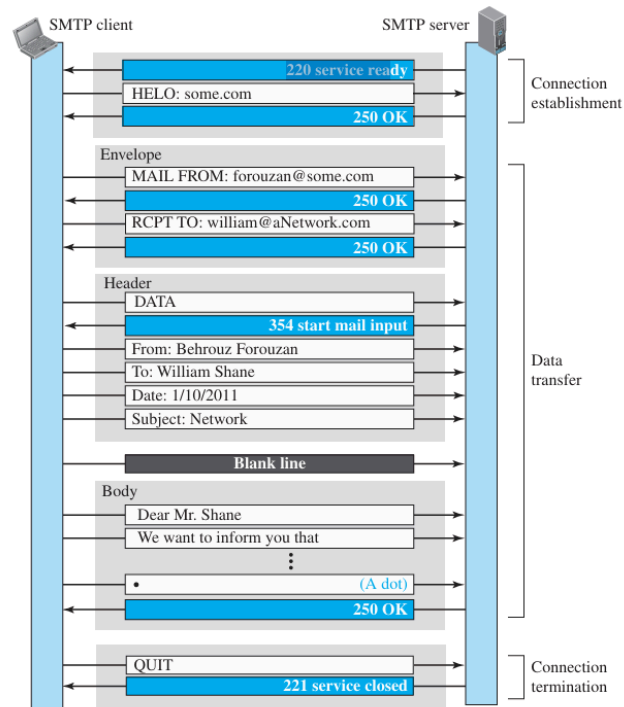 SMTP client
SMTP server
220 service ready
HELO: some.com
250 OK
Connection
establishment
Envelope
MAIL FROM: forouzan@some.com
250 OK
RCPT TO: william@aNetwork.com
250 OK
Header
DATA
354 start mail input
From: Behrouz Forouzan
To: William Shane
Date: 1/10/2011
Subject: Network
Data
transfer
Blank line
Body
Dear Mr. Shane
We want to inform you that
⋮
• (A dot)
250 OK
QUIT
221 service closed
Connection
termination